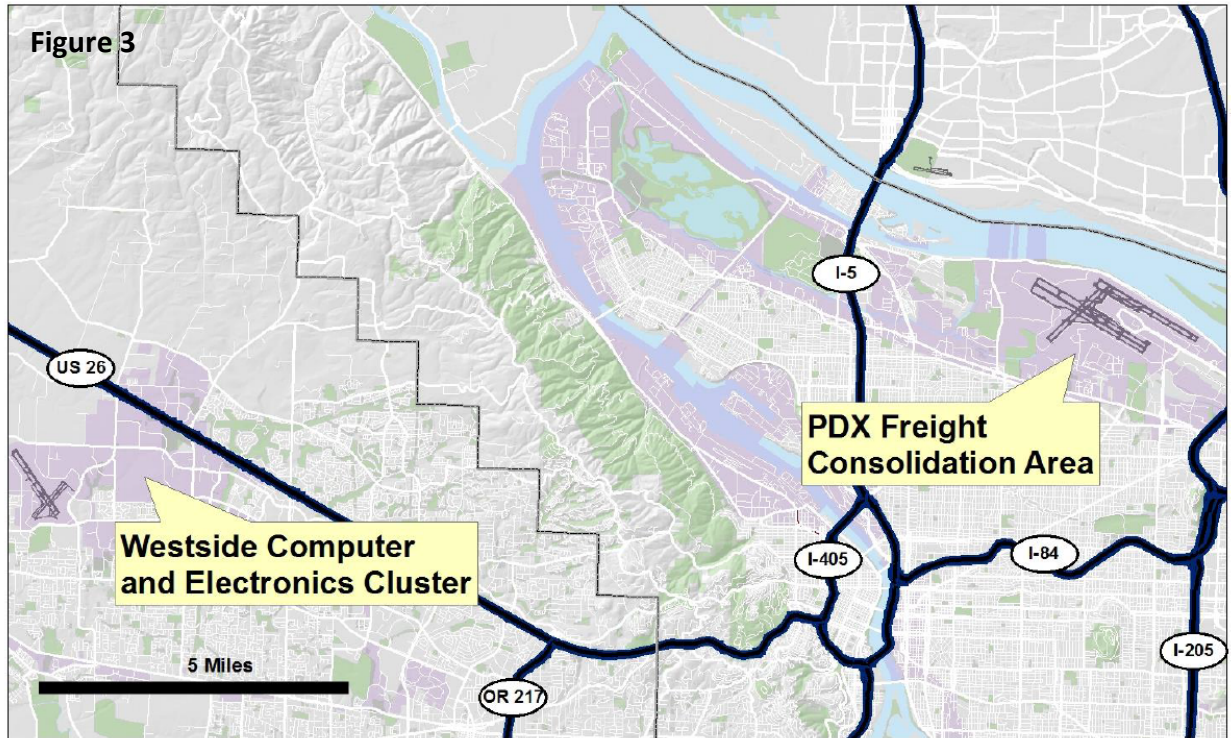 Figure 3
I-5
US 26
PDX Freight
Consolidation Area
Westside Computer
and Electronics Cluster
I-405
I-84
I-205
5 Miles
OR 217